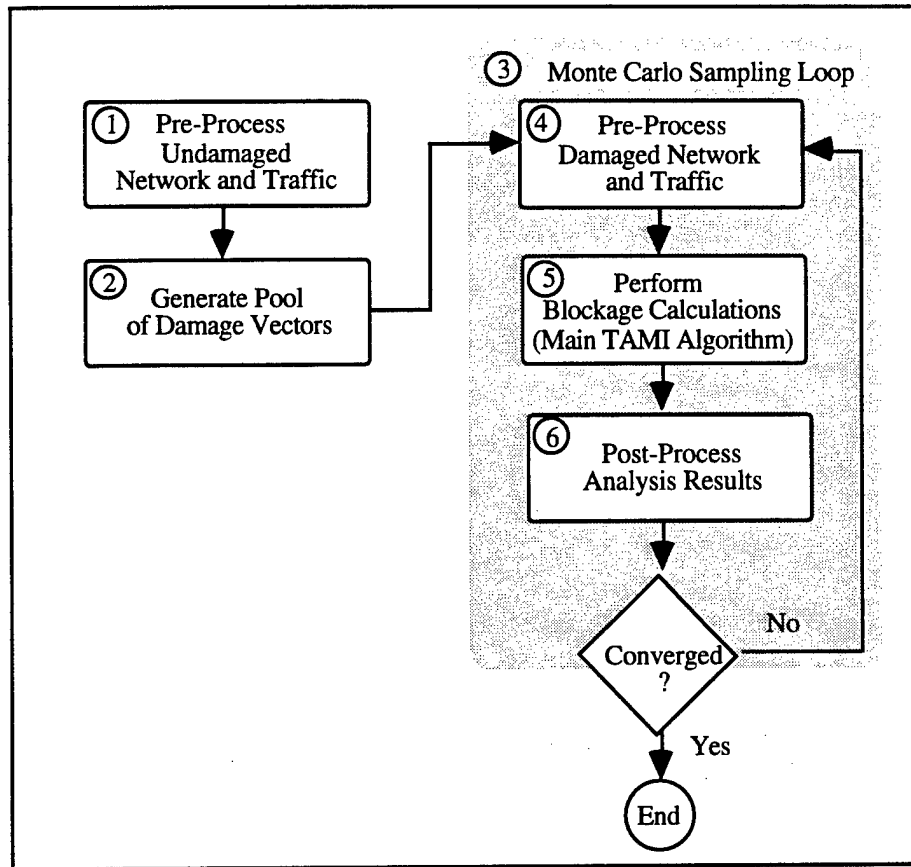 1
Pre-Process
Undamaged
Network and Traffic
2
Generate Pool
of Damage Vectors
3 Monte Carlo Sampling Loop
4
Pre-Process
Damaged Network
and Traffic
5
Perform
Blockage Calculations
(Main TAMI Algorithm)
6
Post-Process
Analysis Results
Converged
?
No
Yes
End